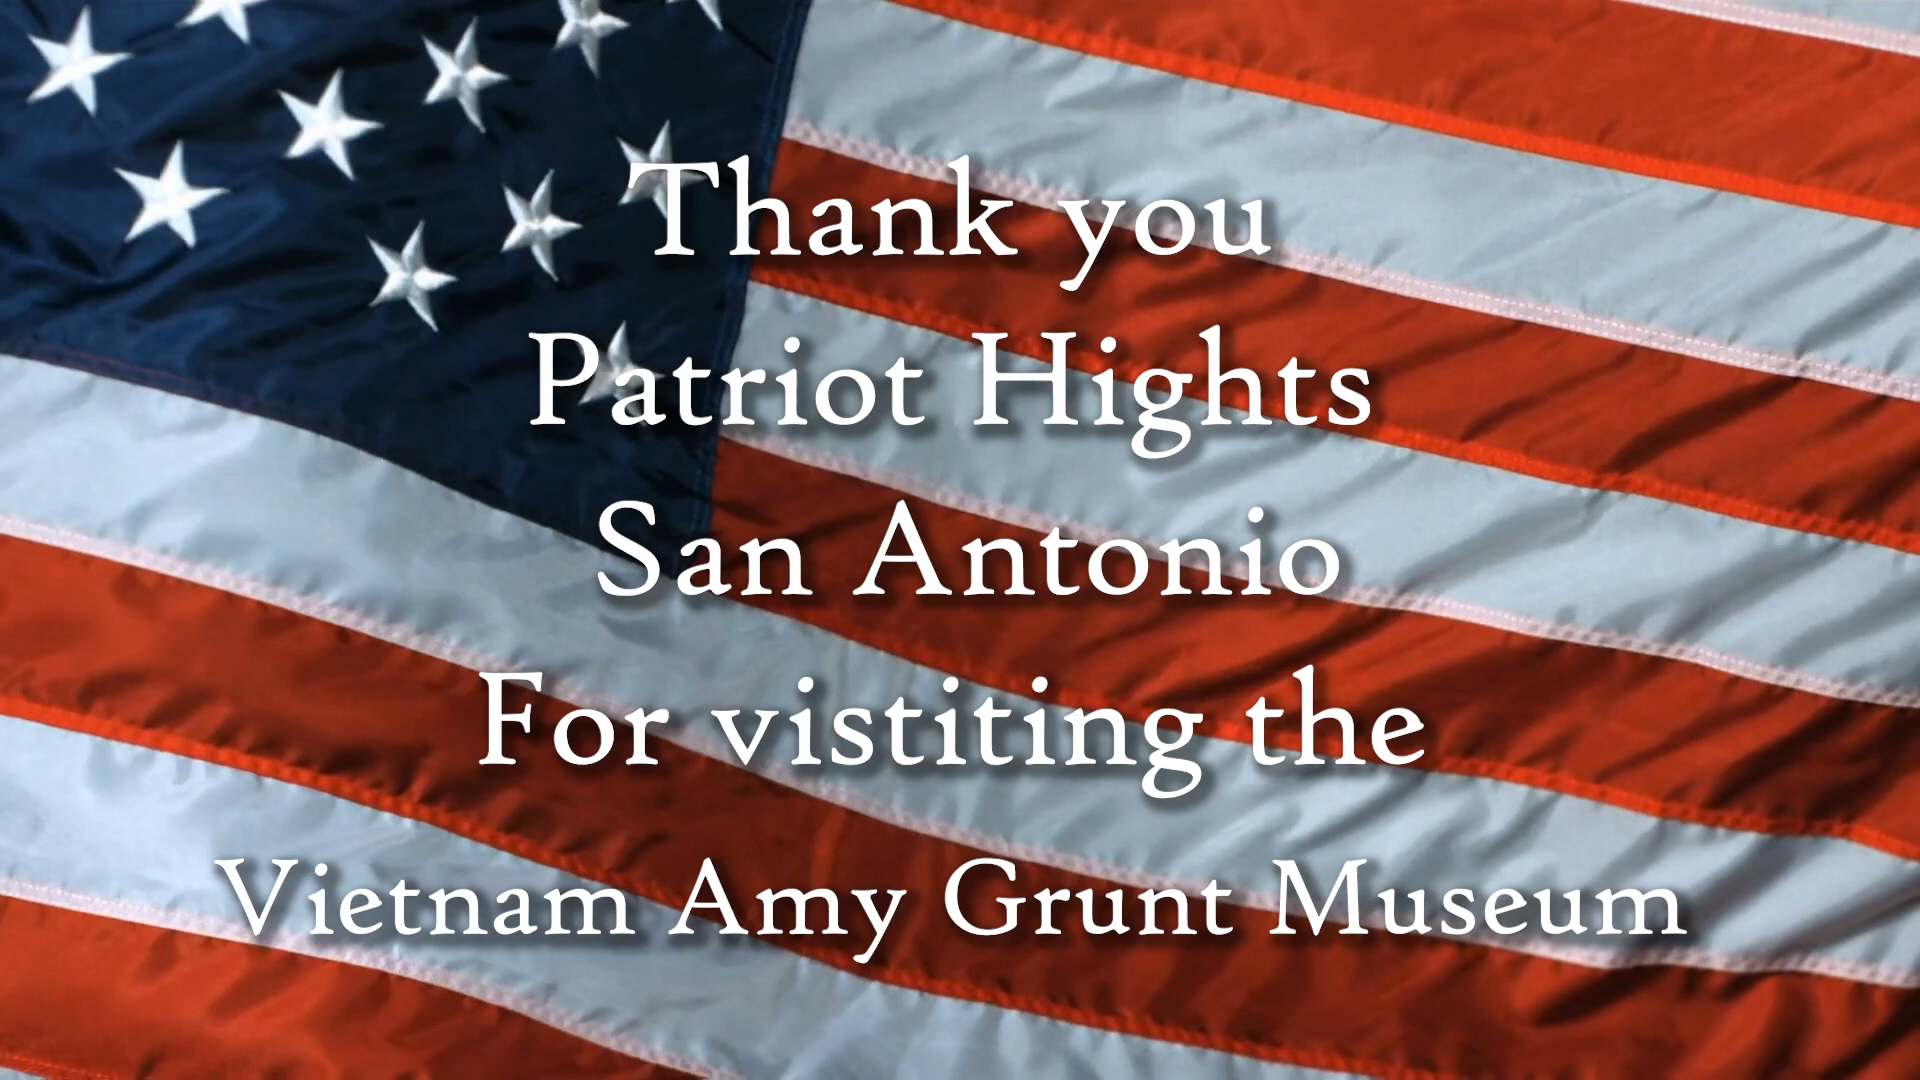 Thank you
Patriot Hights
San Antonio
For vistiting the
Vietnam Amy Grunt Museum